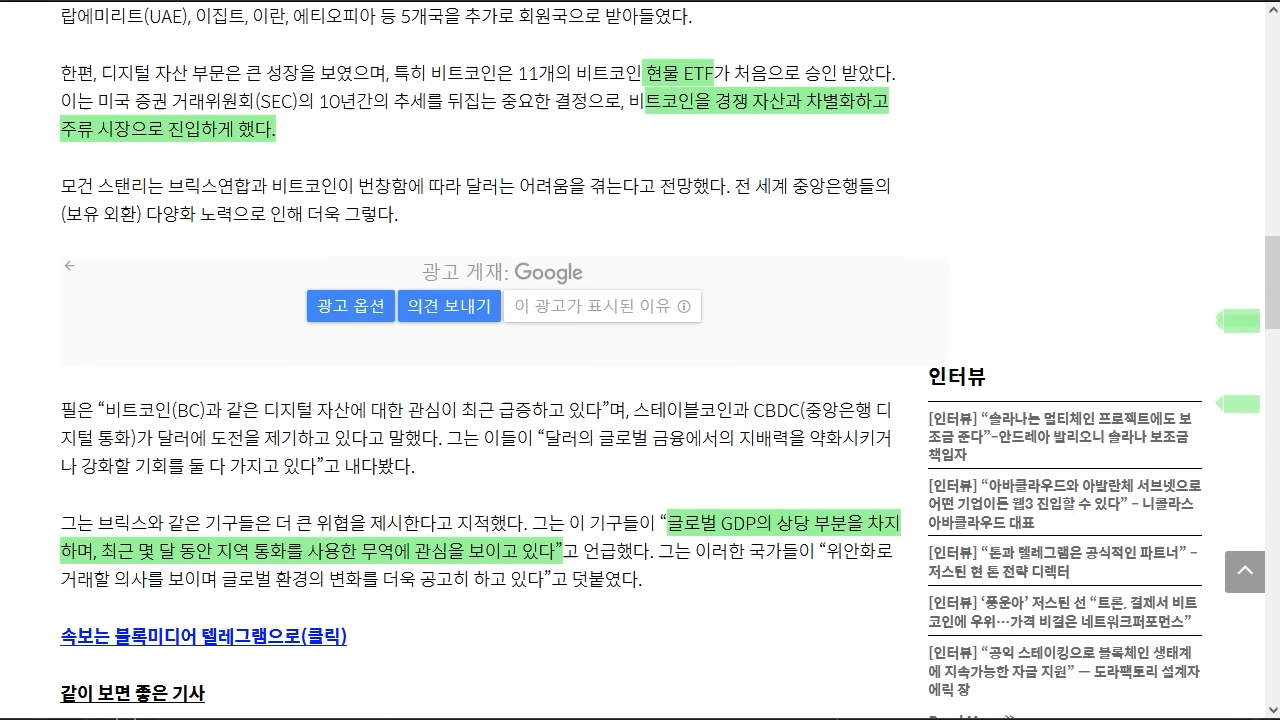 랍에미리트(UAE), 이집트, 이란, 에티오피아 등 5개국을 추가로 회원국으로 받아들였다.
한편, 디지털 자산 부문은 큰 성장을 보였으며, 특히 비트코인은 11개의 비트코인 현물 ETF가 처음으로 승인 받았다.
이는 미국 증권 거래위원회(SEC)의 10년간의 추세를 뒤집는 중요한 결정으로, 비트코인을 경쟁 자산과 차별화하고
주류 시장으로 진입하게 했다.
모건 스탠리는 브릭스연합과 비트코인이 번창함에 따라 달러는 어려움을 겪는다고 전망했다. 전 세계 중앙은행들의
(보유 외환) 다양화 노력으로 인해 더욱 그렇다.
광고 게재: Google
광고 옵션 의견 보내기 이 광고가 표시된 이유
필은 “비트코인(BC)과 같은 디지털 자산에 대한 관심이 최근 급증하고 있다”며, 스테이블코인과 CBDC(중앙은행 디
지털 통화)가 달러에 도전을 제기하고 있다고 말했다. 그는 이들이 “달러의 글로벌 금융에서의 지배력을 약화시키거
나 강화할 기회를 둘 다 가지고 있다”고 내다봤다.
그는 브릭스와 같은 기구들은 더 큰 위협을 제시한다고 지적했다. 그는 이 기구들이 “글로벌 GDP의 상당 부분을 차지
하며, 최근 몇 달 동안 지역 통화를 사용한 무역에 관심을 보이고 있다”고 언급했다. 그는 이러한 국가들이 “위안화로
거래할 의사를 보이며 글로벌 환경의 변화를 더욱 공고히 하고 있다”고 덧붙였다.
속보는 블록미디어 텔레그램으로(클릭)
같이 보면 좋은 기사
인터뷰
[인터뷰] “솔라나는 멀티체인 프로젝트에도 보
조금 준다”–안드레아 발리오니 솔라나 보조금
책임자
[인터뷰] “아바클라우드와 아발란체 서브넷으로
어떤 기업이든 웹3 진입할 수 있다” – 니콜라스
아바클라우드 대표
[인터뷰] “톤과 텔레그램은 공식적인 파트너” –
저스틴 현 톤 전략 디렉터
[인터뷰] ‘풍운아’ 저스틴 선 “트론, 결제서 비트
코인에 우위…가격 비결은 네트워크퍼포먼스”
[인터뷰] “공익 스테이킹으로 블록체인 생태계
에 지속가능한 자금 지원” — 도라팩토리 설계자
에릭 장